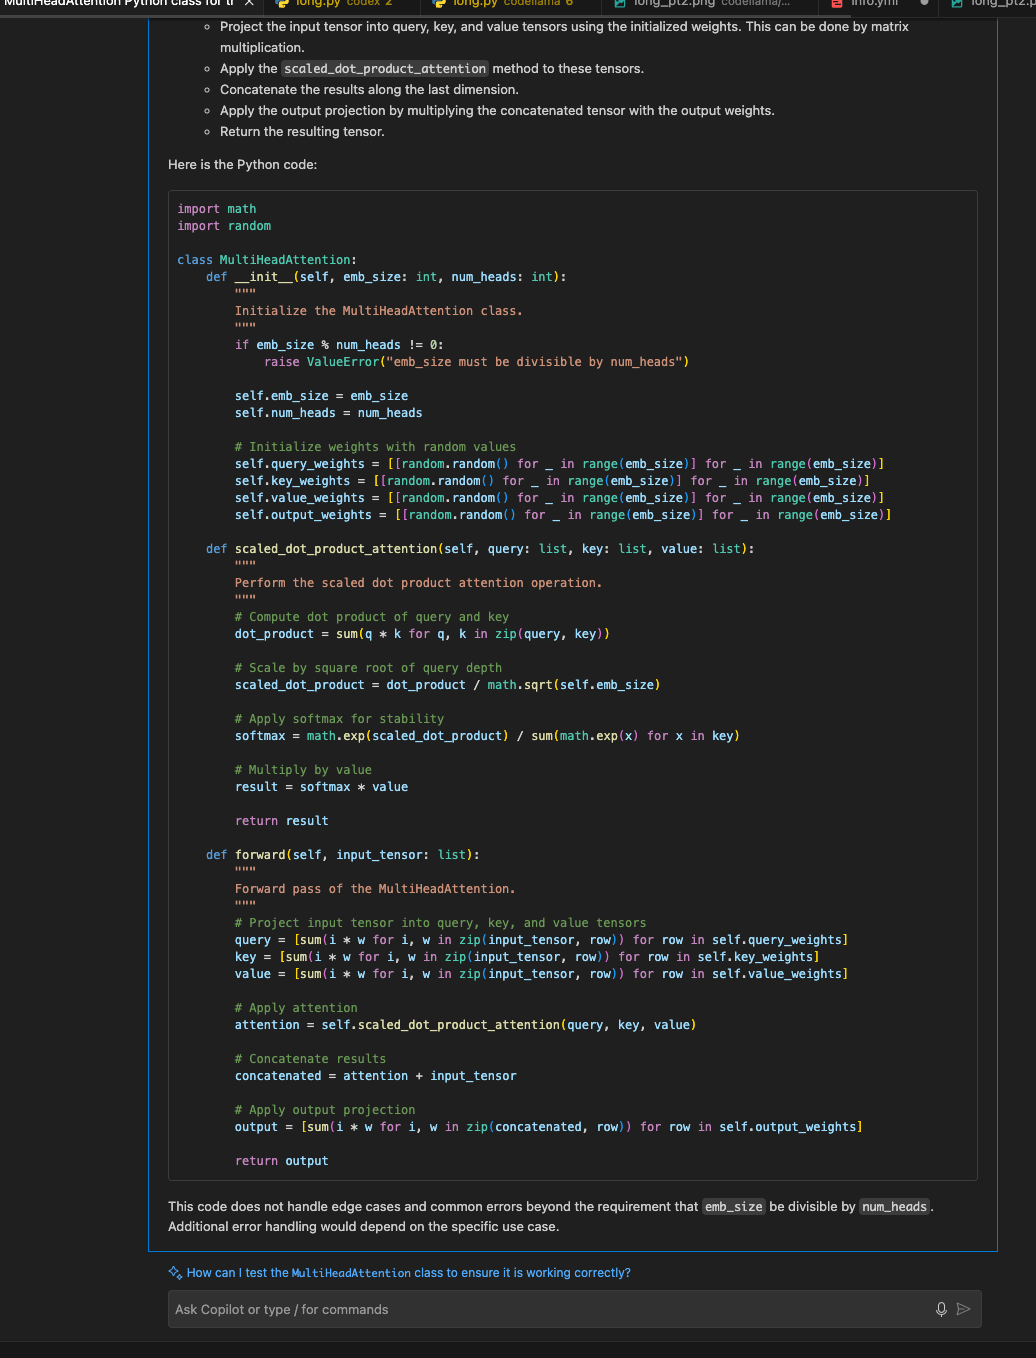 MultiHeadAttention Python class for tr
long.py codex 2
long.py codellama 6
long_pt2.png codellama/...
info.yml
long_pt2.p
Project the input tensor into query, key, and value tensors using the initialized weights. This can be done by matrix
multiplication.
Apply the scaled_dot_product_attention method to these tensors.
Concatenate the results along the last dimension.
Apply the output projection by multiplying the concatenated tensor with the output weights.
Return the resulting tensor.
Here is the Python code:
import math
import random
class MultiHeadAttention:
    def __init__(self, emb_size: int, num_heads: int):
        """
        Initialize the MultiHeadAttention class.
        """
        if emb_size % num_heads != 0:
            raise ValueError("emb_size must be divisible by num_heads")
        self.emb_size = emb_size
        self.num_heads = num_heads
        # Initialize weights with random values
        self.query_weights = [[random.random() for _ in range(emb_size)] for _ in range(emb_size)]
        self.key_weights = [[random.random() for _ in range(emb_size)] for _ in range(emb_size)]
        self.value_weights = [[random.random() for _ in range(emb_size)] for _ in range(emb_size)]
        self.output_weights = [[random.random() for _ in range(emb_size)] for _ in range(emb_size)]
    def scaled_dot_product_attention(self, query: list, key: list, value: list):
        """
        Perform the scaled dot product attention operation.
        """
        # Compute dot product of query and key
        dot_product = sum(q * k for q, k in zip(query, key))
        # Scale by square root of query depth
        scaled_dot_product = dot_product / math.sqrt(self.emb_size)
        # Apply softmax for stability
        softmax = math.exp(scaled_dot_product) / sum(math.exp(x) for x in key)
        # Multiply by value
        result = softmax * value
        return result
    def forward(self, input_tensor: list):
        """
        Forward pass of the MultiHeadAttention.
        """
        # Project input tensor into query, key, and value tensors
        query = [sum(i * w for i, w in zip(input_tensor, row)) for row in self.query_weights]
        key = [sum(i * w for i, w in zip(input_tensor, row)) for row in self.key_weights]
        value = [sum(i * w for i, w in zip(input_tensor, row)) for row in self.value_weights]
        # Apply attention
        attention = self.scaled_dot_product_attention(query, key, value)
        # Concatenate results
        concatenated = attention + input_tensor
        # Apply output projection
        output = [sum(i * w for i, w in zip(concatenated, row)) for row in self.output_weights]
        return output
This code does not handle edge cases and common errors beyond the requirement that emb_size be divisible by num_heads.
Additional error handling would depend on the specific use case.
How can I test the MultiHeadAttention class to ensure it is working correctly?
Ask Copilot or type / for commands